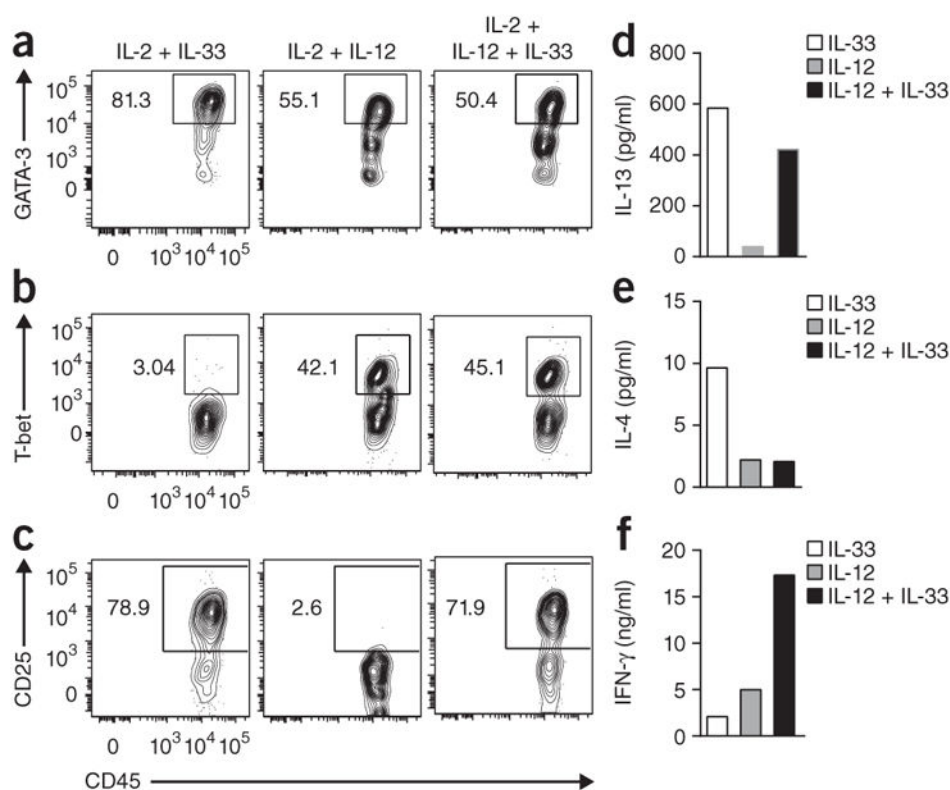 a
IL-2 + IL-33
IL-2 + IL-12
IL-2 +
IL-12 + IL-33
GATA-3
10^5
10^4
10^3
0
81.3
55.1
50.4
0 10^3 10^4 10^5
b
T-bet
10^5
10^4
10^3
0
3.04
42.1
45.1
0 10^3 10^4 10^5
c
CD25
10^5
10^4
10^3
0
78.9
2.6
71.9
0 10^3 10^4 10^5
CD45
d
IL-13 (pg/ml)
800
600
400
200
0
IL-33
IL-12
IL-12 + IL-33
e
IL-4 (pg/ml)
15
10
5
0
IL-33
IL-12
IL-12 + IL-33
f
IFN-γ (ng/ml)
20
15
10
5
0
IL-33
IL-12
IL-12 + IL-33